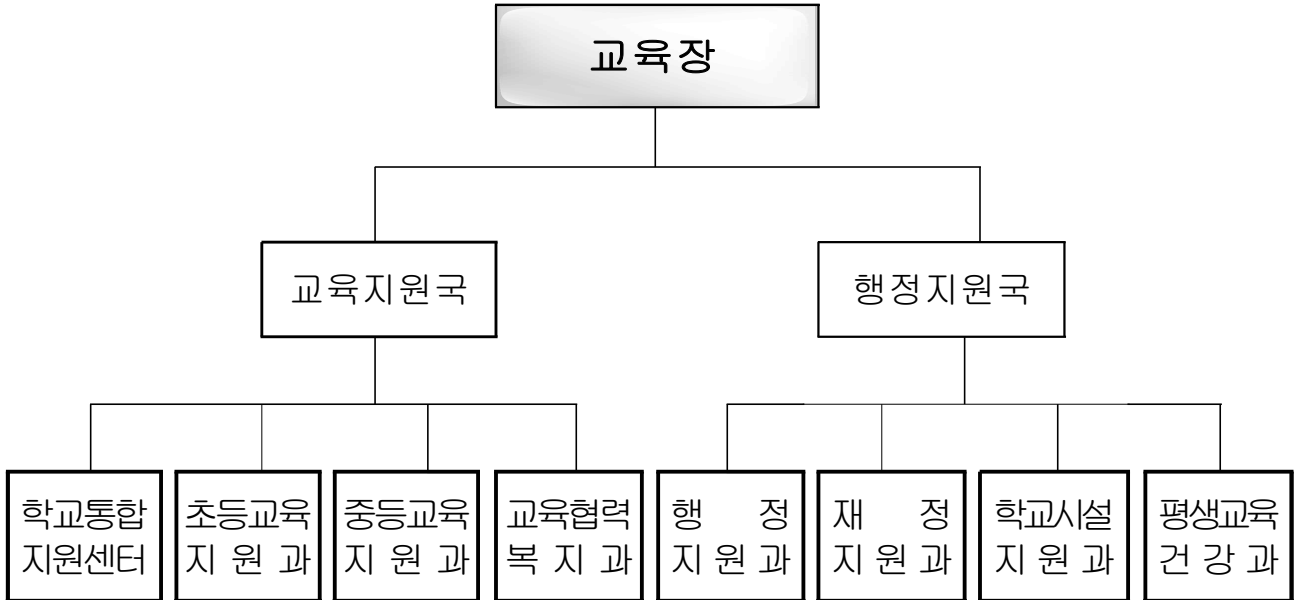 교육장
교육지원국
행정지원국
학교통합
지원센터
초등교육
지 원 과
중등교육
지 원 과
교육협력
복 지 과
행 정
지 원 과
재 정
지 원 과
학교시설
지 원 과
평생교육
건 강 과